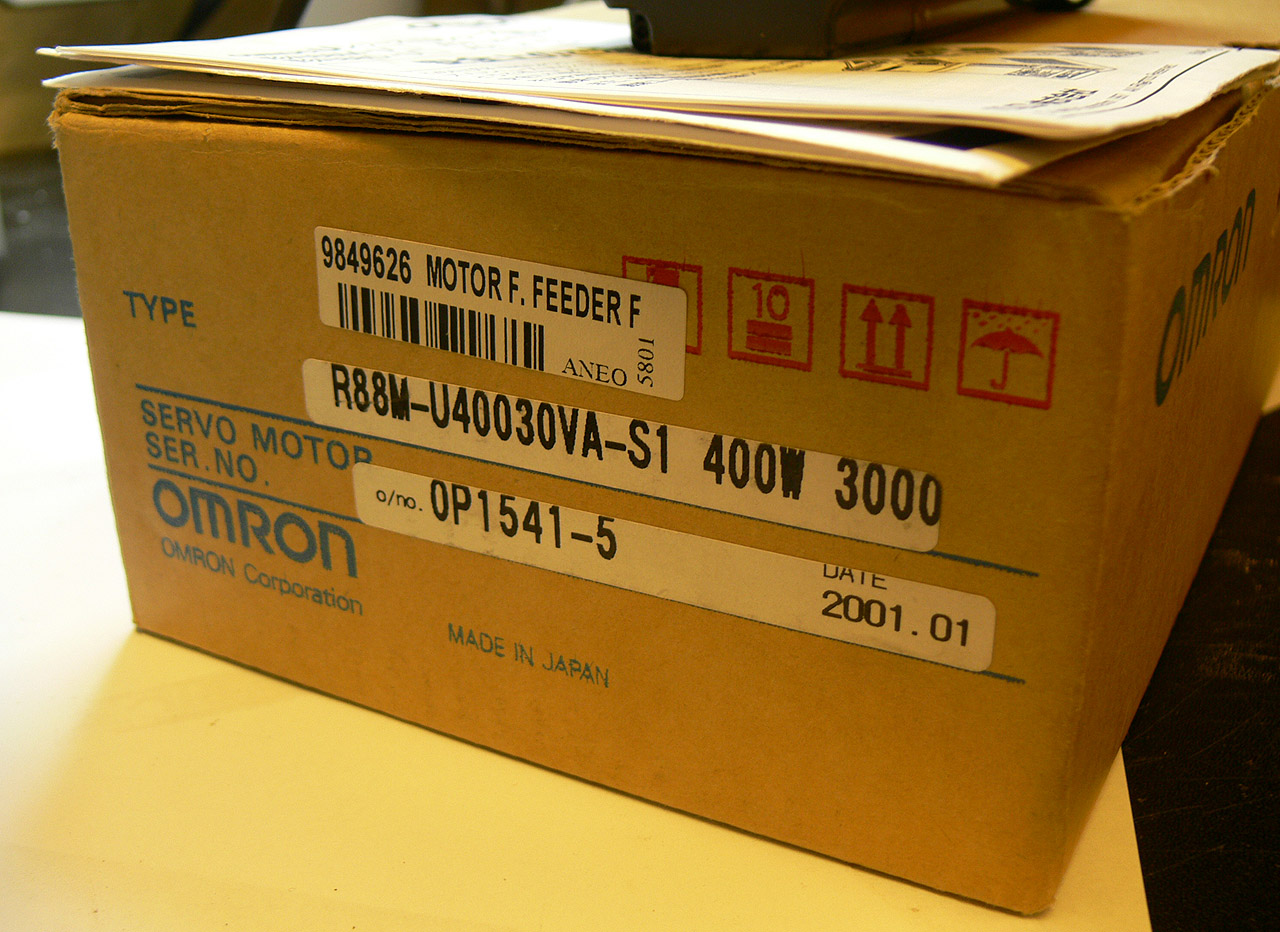 9849626 MOTOR F. FEEDER F
ANEO
5801
10
TYPE
R88M-U40030VA-S1 400W 3000
SERVO MOTOR
SER.NO.
o/no. 0P1541-5
DATE
2001.01
OMRON
OMRON Corporation
MADE IN JAPAN
OMRON